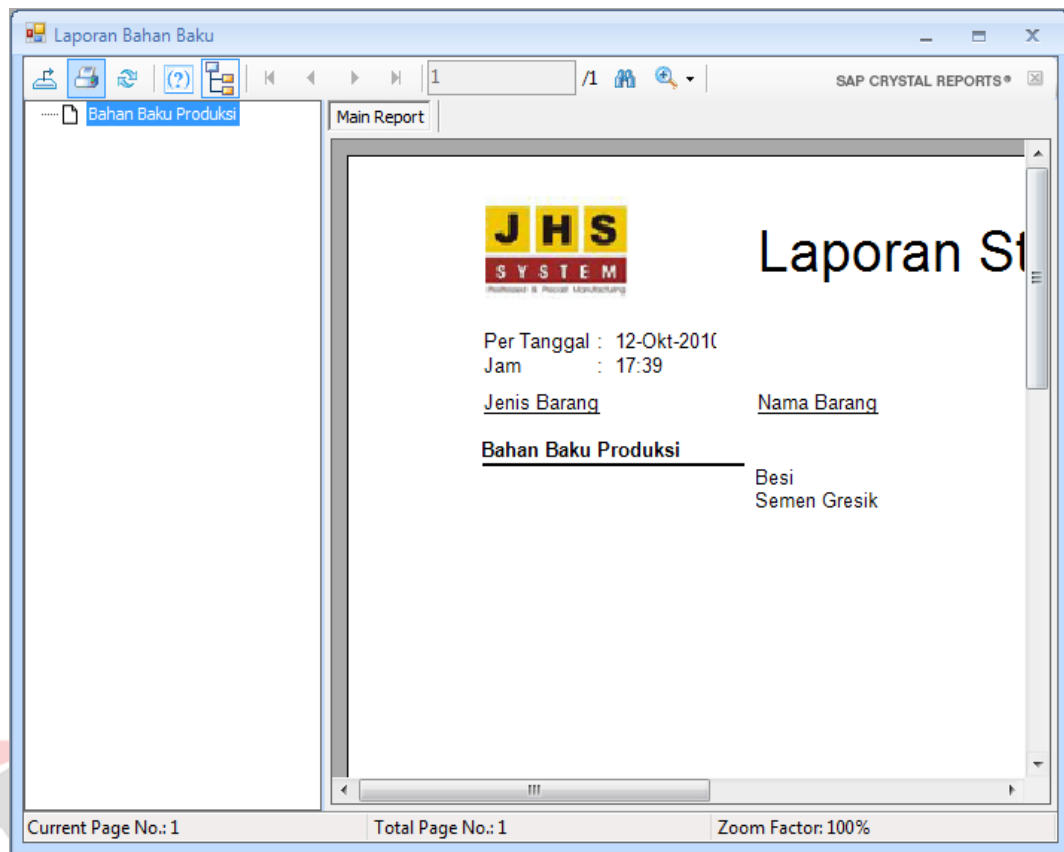 Laporan Bahan Baku
1 /1 SAP CRYSTAL REPORTS®
Bahan Baku Produksi
Main Report
JHS
SYSTEM
Laporan St
Per Tanggal : 12-Okt-201
Jam : 17:39
Jenis Barang Nama Barang
Bahan Baku Produksi
Besi
Semen Gresik
Current Page No.: 1 Total Page No.: 1 Zoom Factor: 100%